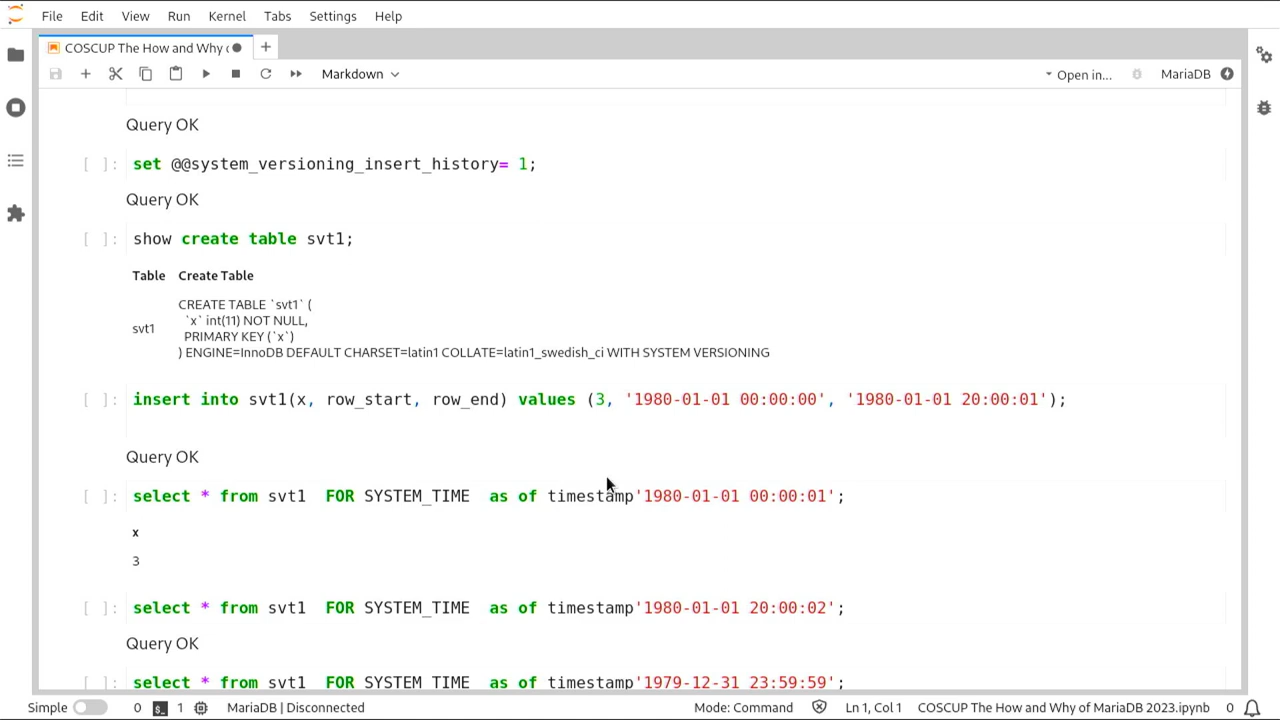 File Edit View Run Kernel Tabs Settings Help
COSCUP The How and Why
Markdown
Open in...
MariaDB
Query OK
[ ]: set @@system_versioning_insert_history= 1;
Query OK
[ ]: show create table svt1;
Table Create Table
CREATE TABLE `svt1` (
`x` int(11) NOT NULL,
svt1
PRIMARY KEY (`x`)
) ENGINE=InnoDB DEFAULT CHARSET=latin1 COLLATE=latin1_swedish_ci WITH SYSTEM VERSIONING
[ ]: insert into svt1(x, row_start, row_end) values (3, '1980-01-01 00:00:00', '1980-01-01 20:00:01');
Query OK
[ ]: select * from svt1 FOR SYSTEM_TIME as of timestamp'1980-01-01 00:00:01';
x
3
[ ]: select * from svt1 FOR SYSTEM_TIME as of timestamp'1980-01-01 20:00:02';
Query OK
[ ]: select * from svt1 FOR SYSTEM_TIME as of timestamp'1979-12-31 23:59:59';
Simple 0 $_ 1 MariaDB | Disconnected Mode: Command Ln 1, Col 1 COSCUP The How and Why of MariaDB 2023.ipynb 0